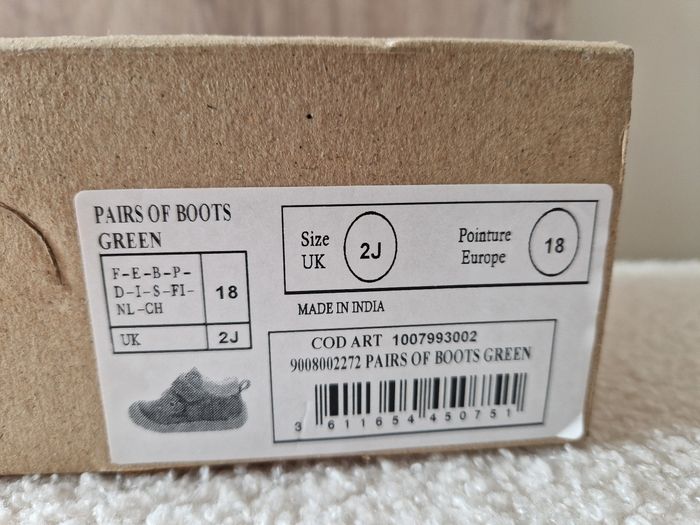 PAIRS OF BOOTS
GREEN
F-E-B-P-
D-I-S-FI-
NL-CH
18
UK
2J
Size
UK
2J
Pointure
Europe
18
MADE IN INDIA
COD ART 1007993002
9008002272 PAIRS OF BOOTS GREEN
3 611654 450751